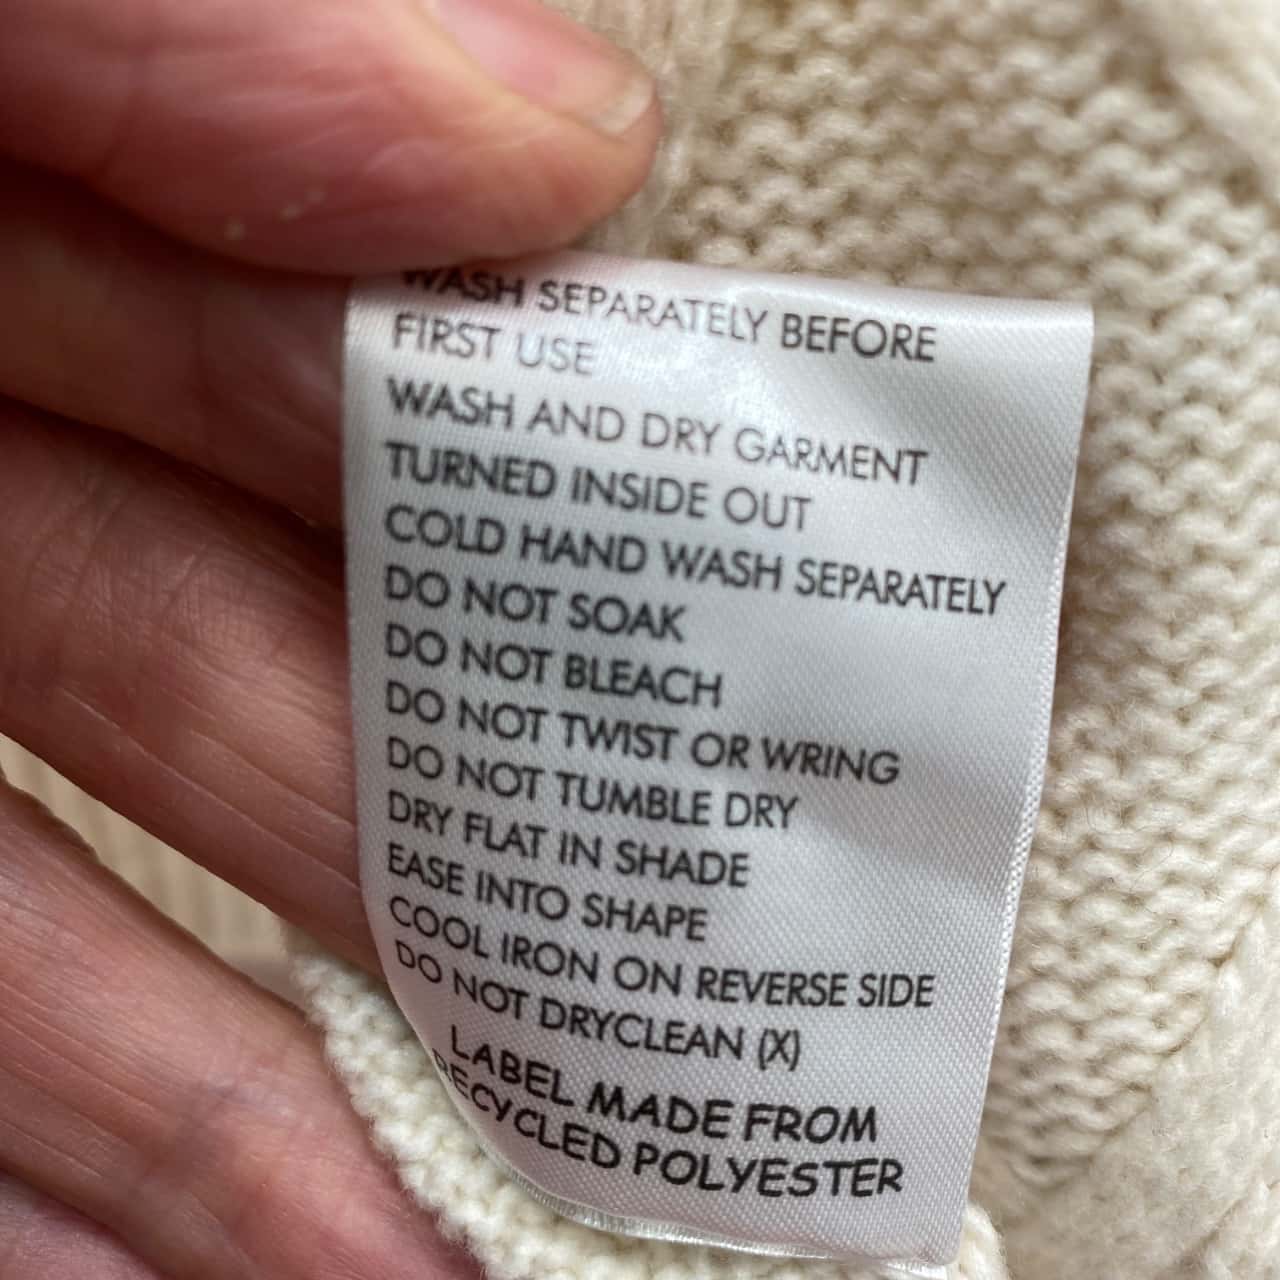 WASH SEPARATELY BEFORE
FIRST USE
WASH AND DRY GARMENT
TURNED INSIDE OUT
COLD HAND WASH SEPARATELY
DO NOT SOAK
DO NOT BLEACH
DO NOT TWIST OR WRING
DO NOT TUMBLE DRY
DRY FLAT IN SHADE
EASE INTO SHAPE
COOL IRON ON REVERSE SIDE
DO NOT DRYCLEAN (X)
LABEL MADE FROM
RECYCLED POLYESTER